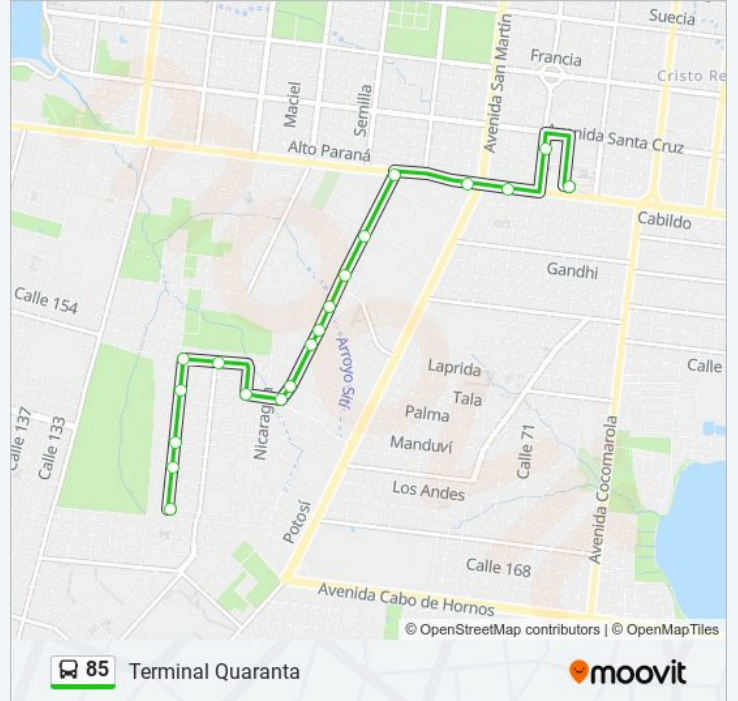 Suecia
Avenida San Martín
Francia
Cristo Re
Maciel
Semilla
Avenida Santa Cruz
Alto Paraná
Cabildo
Gandhi
Calle 154
Arroyo Sití
Laprida
Calle
Tala
Nicaragua
Palma
Calle 137
Calle 133
Manduví
Calle 71
Avenida Cocomarola
Los Andes
Potosí
Calle 168
Avenida Cabo de Hornos
© OpenStreetMap contributors | © OpenMapTiles
85 Terminal Quaranta
moovit